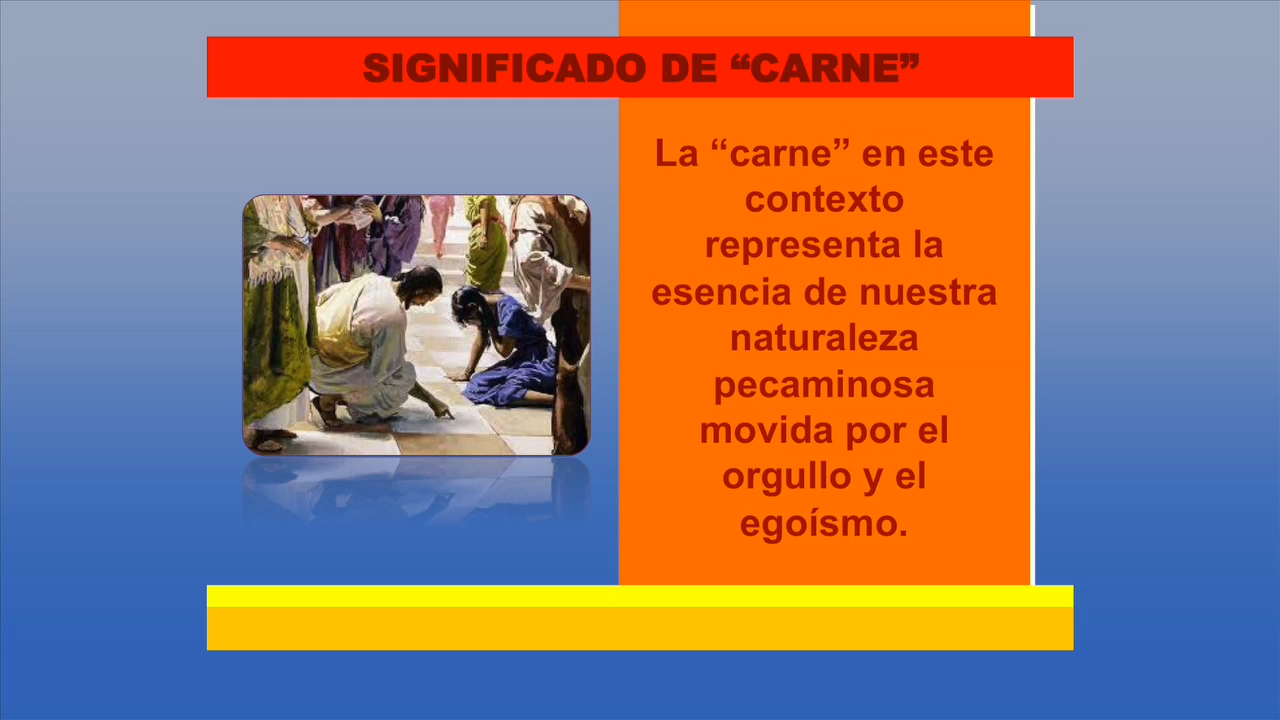 SIGNIFICADO DE “CARNE”
La “carne” en este
contexto
representa la
esencia de nuestra
naturaleza
pecaminosa
movida por el
orgullo y el
egoísmo.